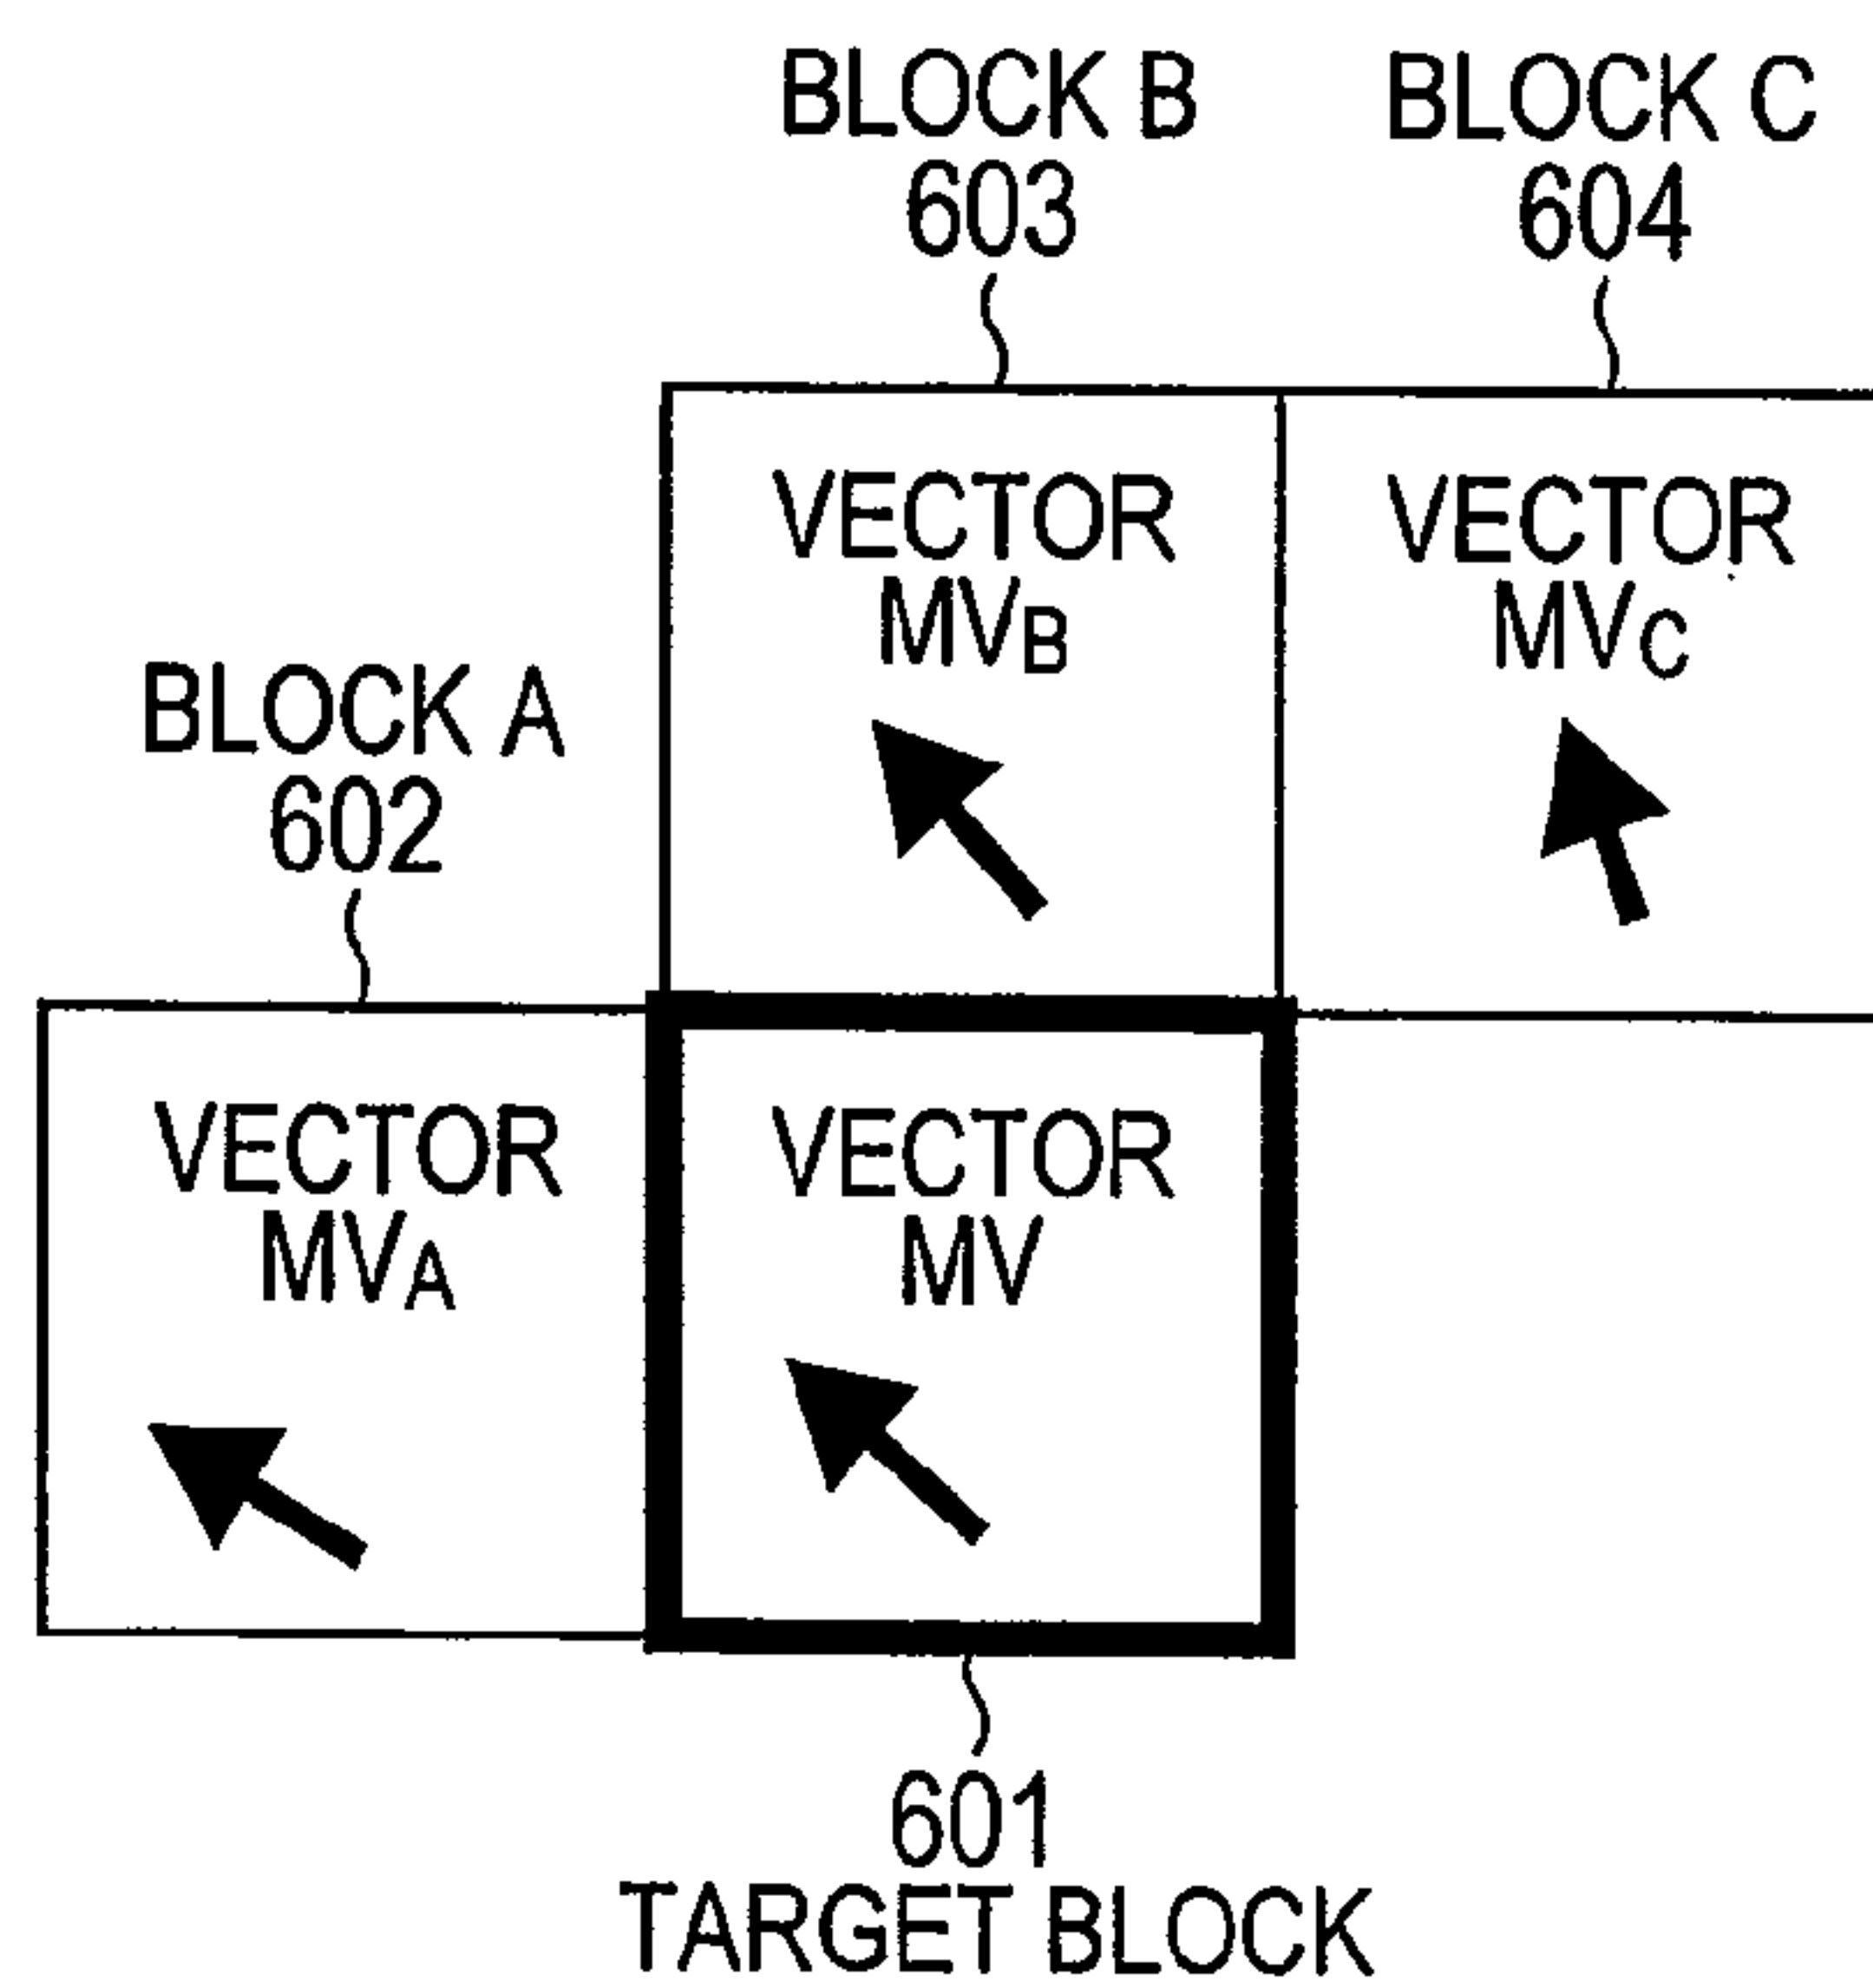 BLOCK B
603
BLOCK C
604
VECTOR
MVB
VECTOR
MVC
BLOCK A
602
VECTOR
MVA
VECTOR
MV
601
TARGET BLOCK